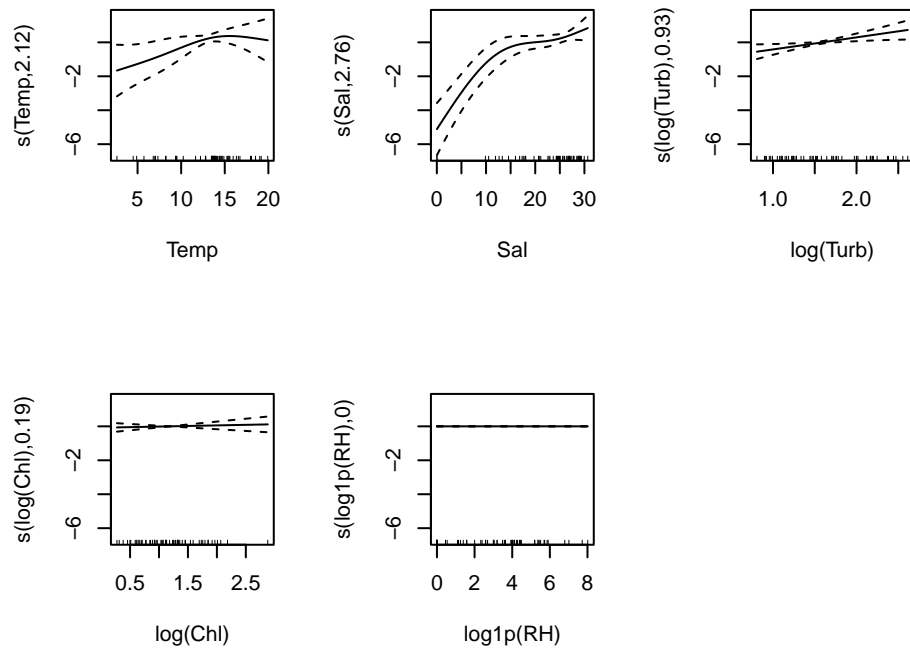 s(Temp,2.12)
-2
-6
5 10 15 20
Temp
s(Sal,2.76)
-2
-6
0 10 20 30
Sal
s(log(Turb),0.93)
-2
-6
1.0 2.0
log(Turb)
s(log(Chl),0.19)
-2
-6
0.5 1.5 2.5
log(Chl)
s(log1p(RH),0)
-2
-6
0 2 4 6 8
log1p(RH)